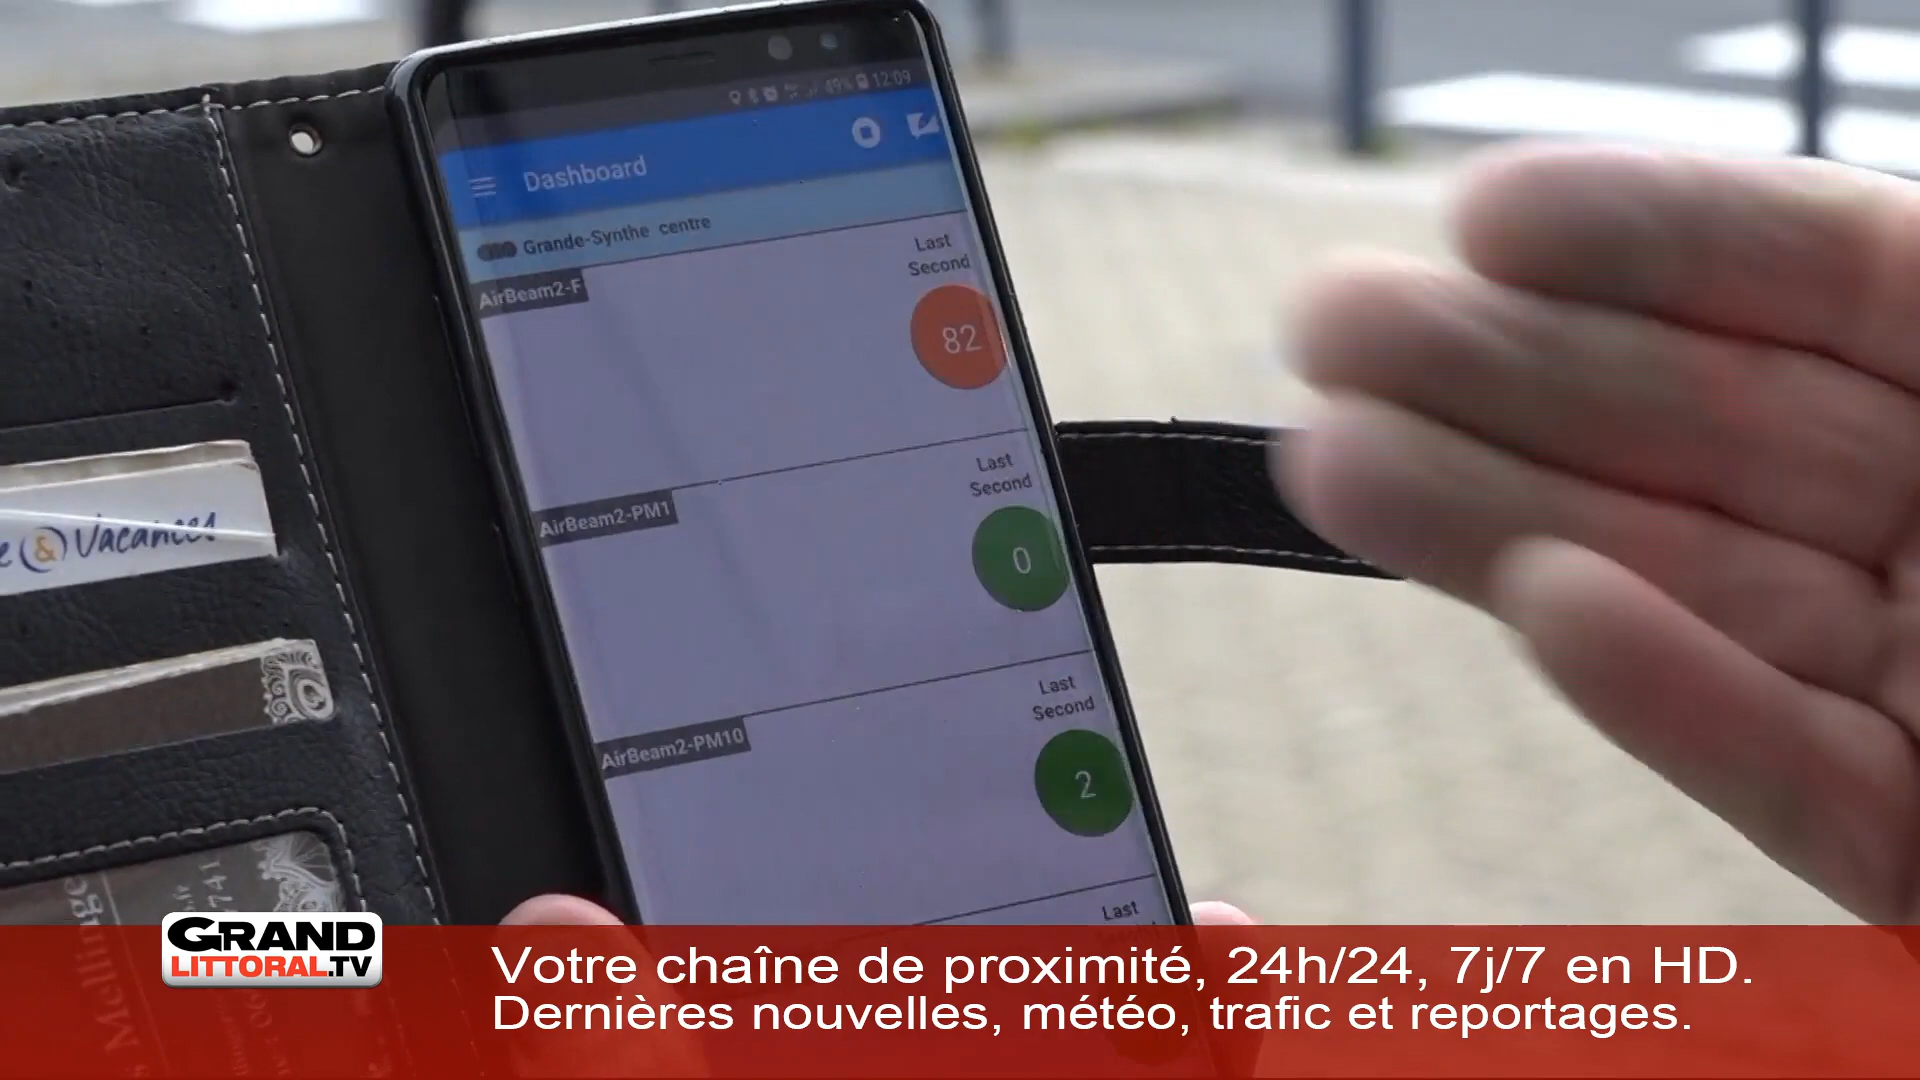 49% 12:09
Dashboard
Grande-Synthe centre
Last
Second
AirBeam2-F
82
Last
Second
AirBeam2-PM1
0
Last
Second
AirBeam2-PM10
2
Last
e & Vacances
Mellinge
GRAND
LITTORAL.TV
Votre chaîne de proximité, 24h/24, 7j/7 en HD.
Dernières nouvelles, météo, trafic et reportages.